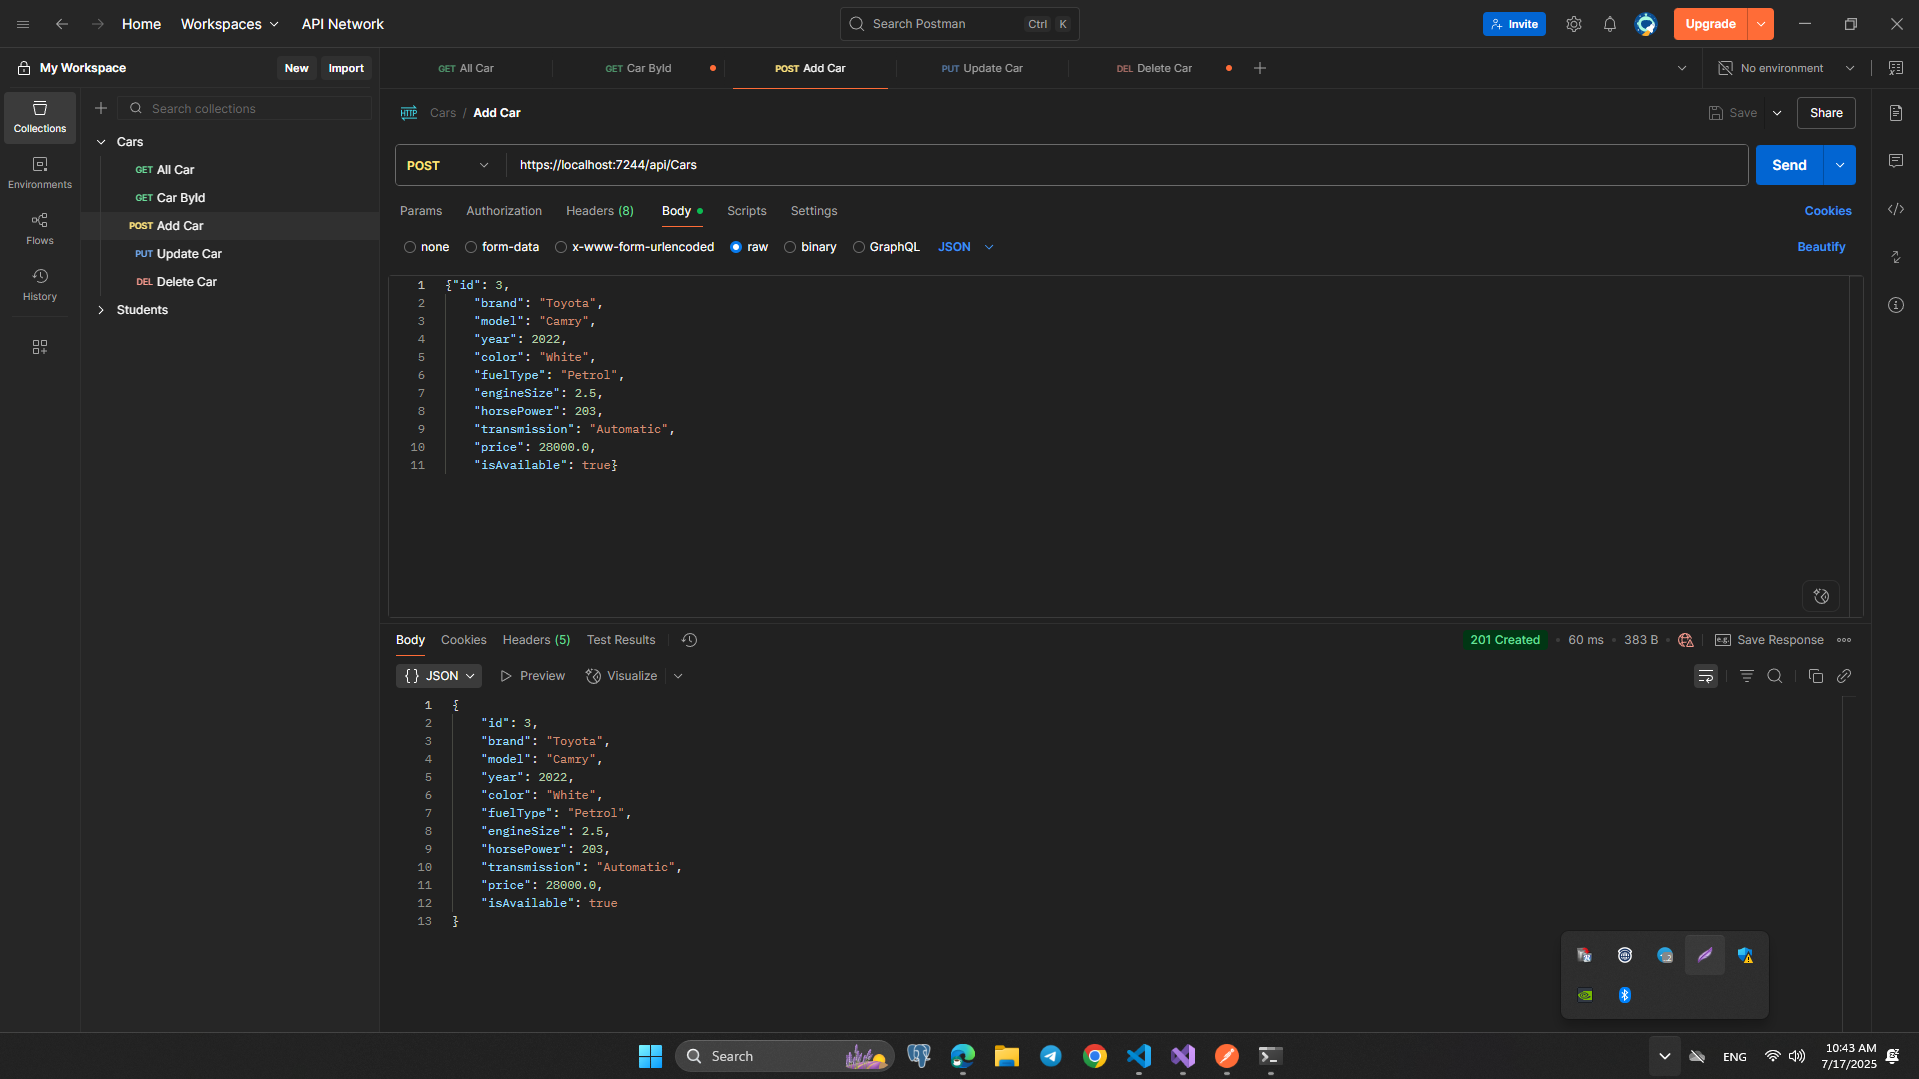 Home Workspaces API Network Search Postman Ctrl K Invite Upgrade
My Workspace New Import GET All Car GET Car ById POST Add Car PUT Update Car DEL Delete Car No environment
Collections
Environments
Flows
History
Search collections
Cars
GET All Car
GET Car ById
POST Add Car
PUT Update Car
DEL Delete Car
Students
HTTP Cars / Add Car Save Share
POST https://localhost:7244/api/Cars Send
Params Authorization Headers (8) Body Scripts Settings Cookies
none form-data x-www-form-urlencoded raw binary GraphQL JSON Beautify
1 {"id": 3,
2 "brand": "Toyota",
3 "model": "Camry",
4 "year": 2022,
5 "color": "White",
6 "fuelType": "Petrol",
7 "engineSize": 2.5,
8 "horsePower": 203,
9 "transmission": "Automatic",
10 "price": 28000.0,
11 "isAvailable": true}
Body Cookies Headers (5) Test Results 201 Created 60 ms 383 B e.g. Save Response
{} JSON Preview Visualize
1 {
2 "id": 3,
3 "brand": "Toyota",
4 "model": "Camry",
5 "year": 2022,
6 "color": "White",
7 "fuelType": "Petrol",
8 "engineSize": 2.5,
9 "horsePower": 203,
10 "transmission": "Automatic",
11 "price": 28000.0,
12 "isAvailable": true
13 }
Search ENG 10:43 AM
7/17/2025